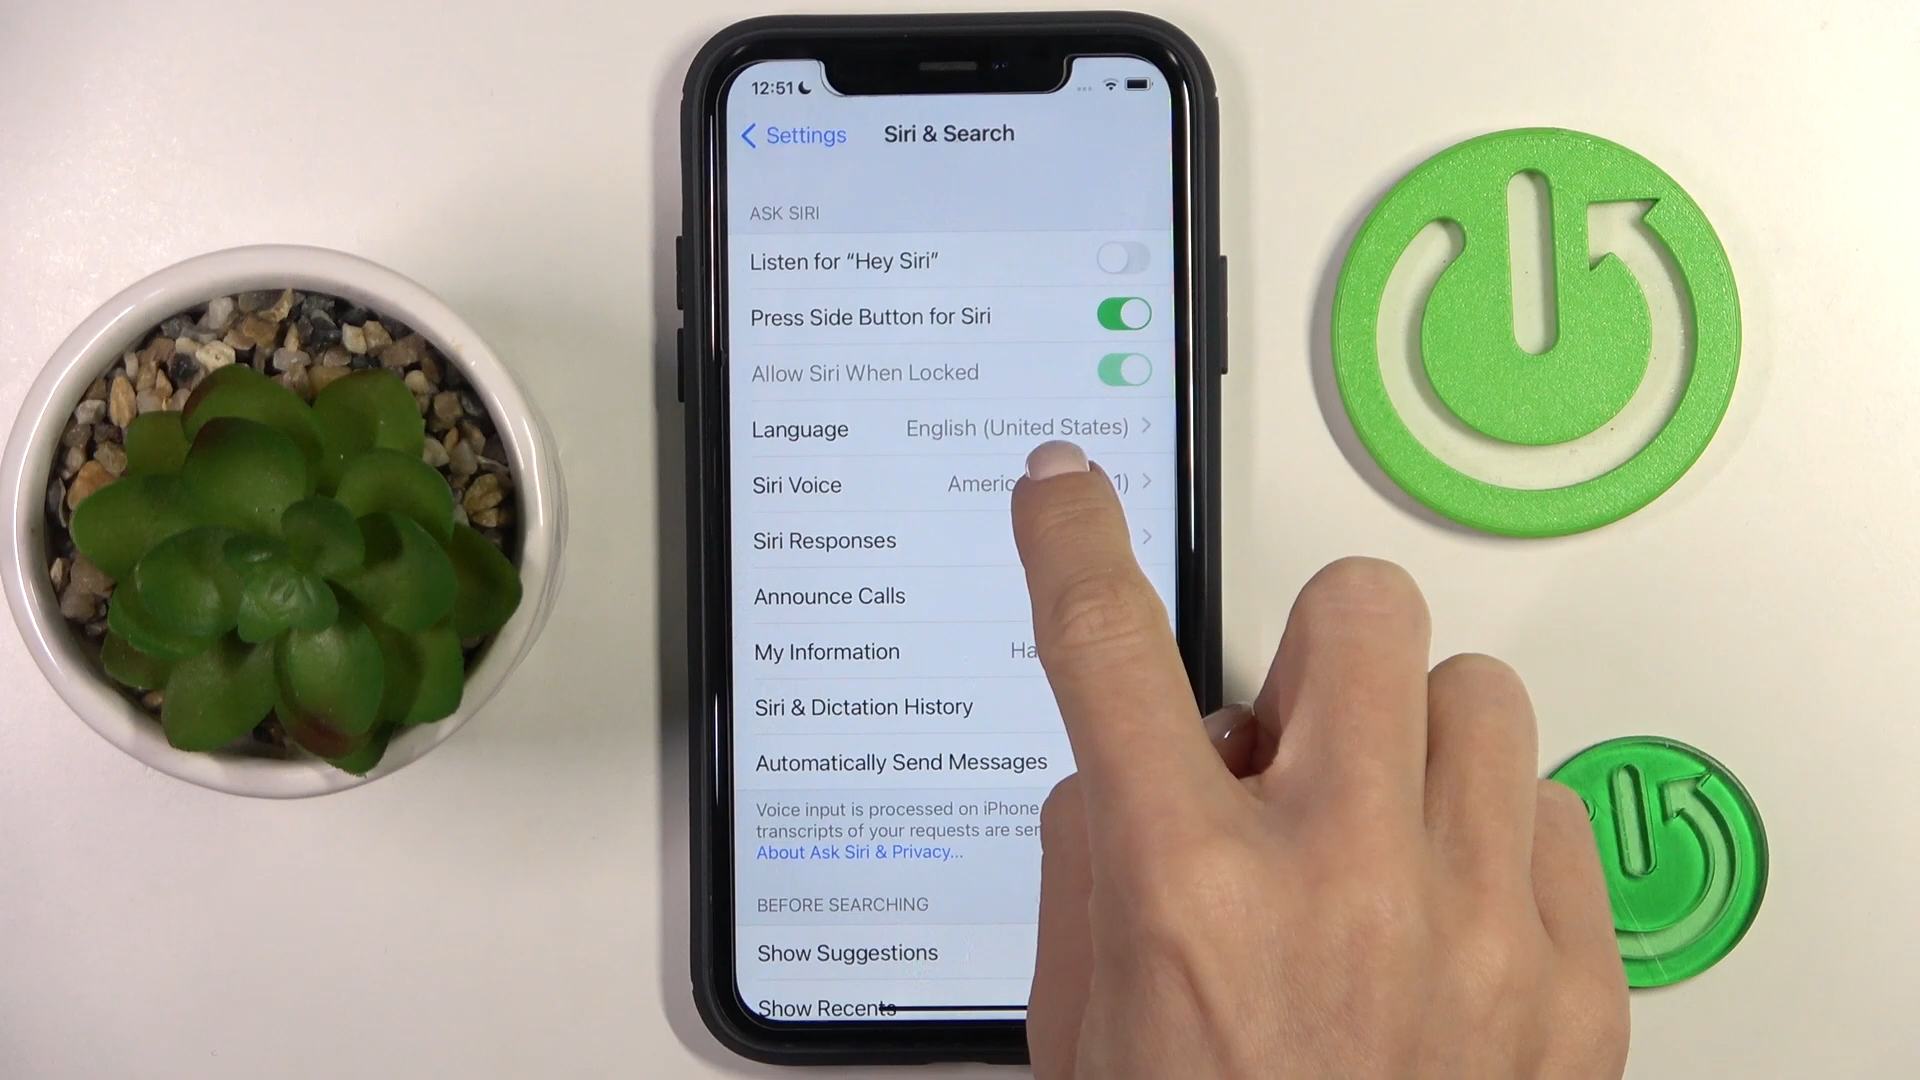 12:51
Settings
Siri & Search
ASK SIRI
Listen for “Hey Siri”
Press Side Button for Siri
Allow Siri When Locked
Language English (United States)
Siri Voice 1)
Siri Responses
Announce Calls
My Information
Siri & Dictation History
Automatically Send Messages
Voice input is processed on iPhone
transcripts of your requests are
About Ask Siri & Privacy...
BEFORE SEARCHING
Show Suggestions
Show Recents